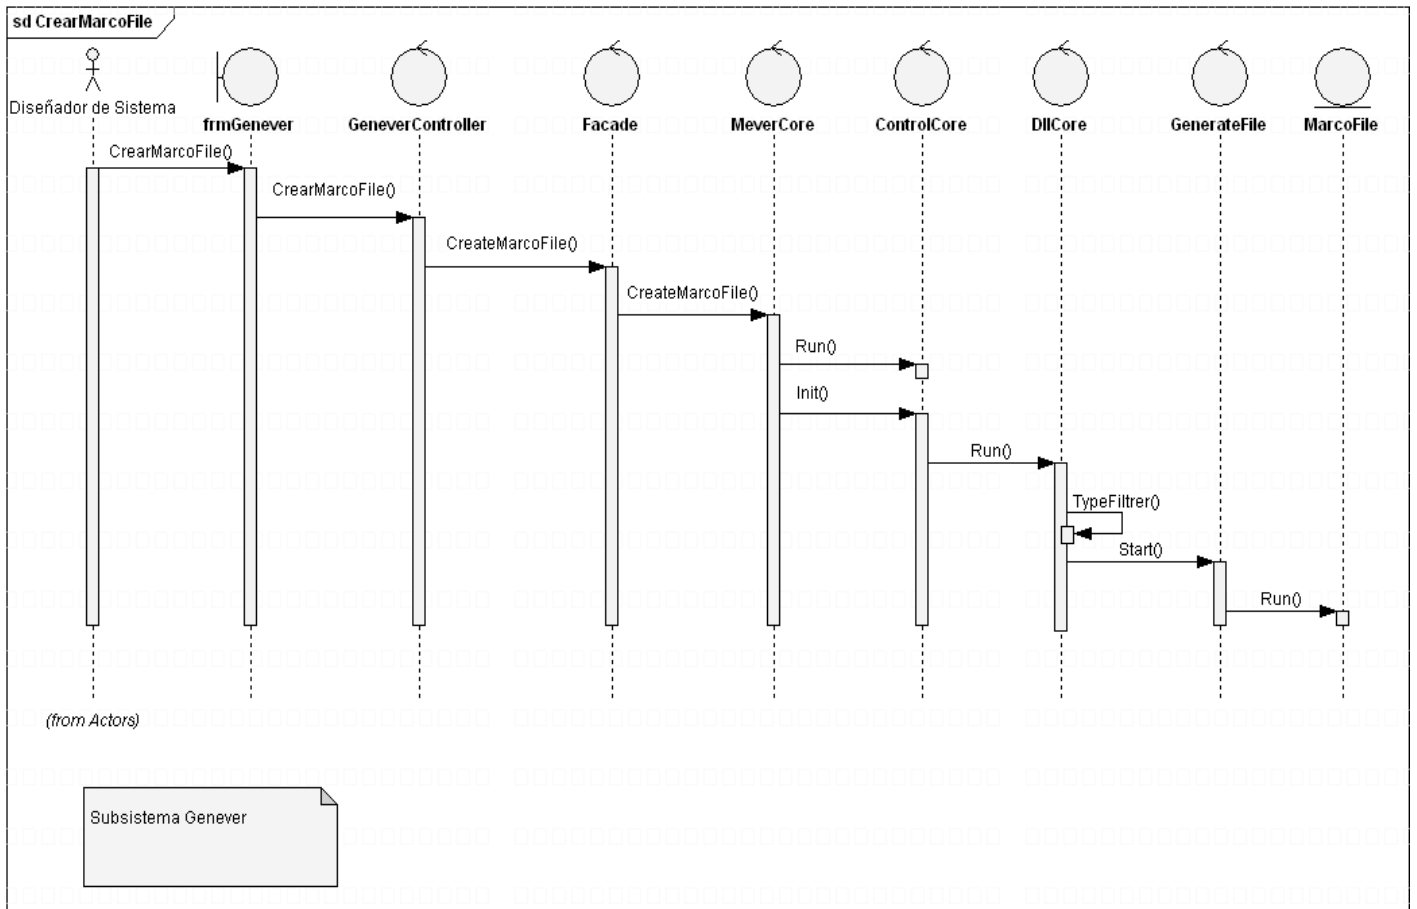 sd CrearMarcoFile
Diseñador de Sistema
frmGenever
GeneverController
Facade
MeverCore
ControlCore
DllCore
GenerateFile
MarcoFile
CrearMarcoFile()
CrearMarcoFile()
CreateMarcoFile()
CreateMarcoFile()
Run()
Init()
Run()
TypeFiltrer()
Start()
Run()
(from Actors)
Subsistema Genever